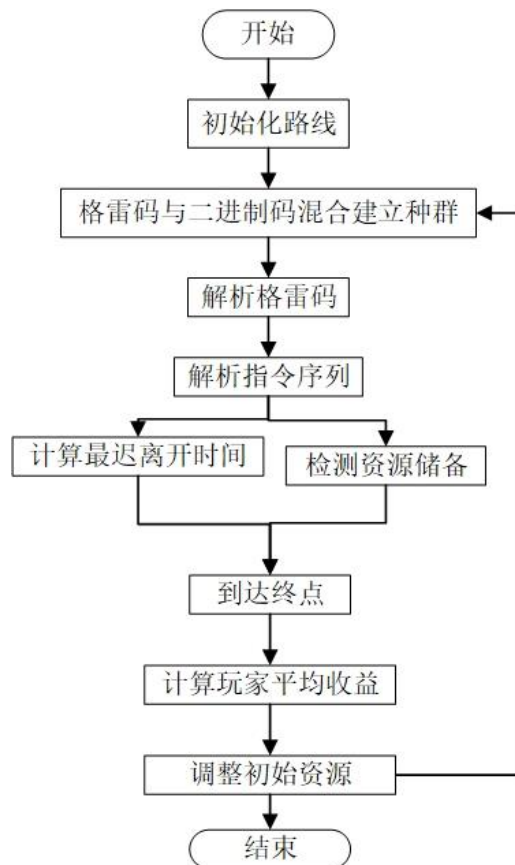 开始
初始化路线
格雷码与二进制码混合建立种群
解析格雷码
解析指令序列
计算最迟离开时间
检测资源储备
到达终点
计算玩家平均收益
调整初始资源
结束